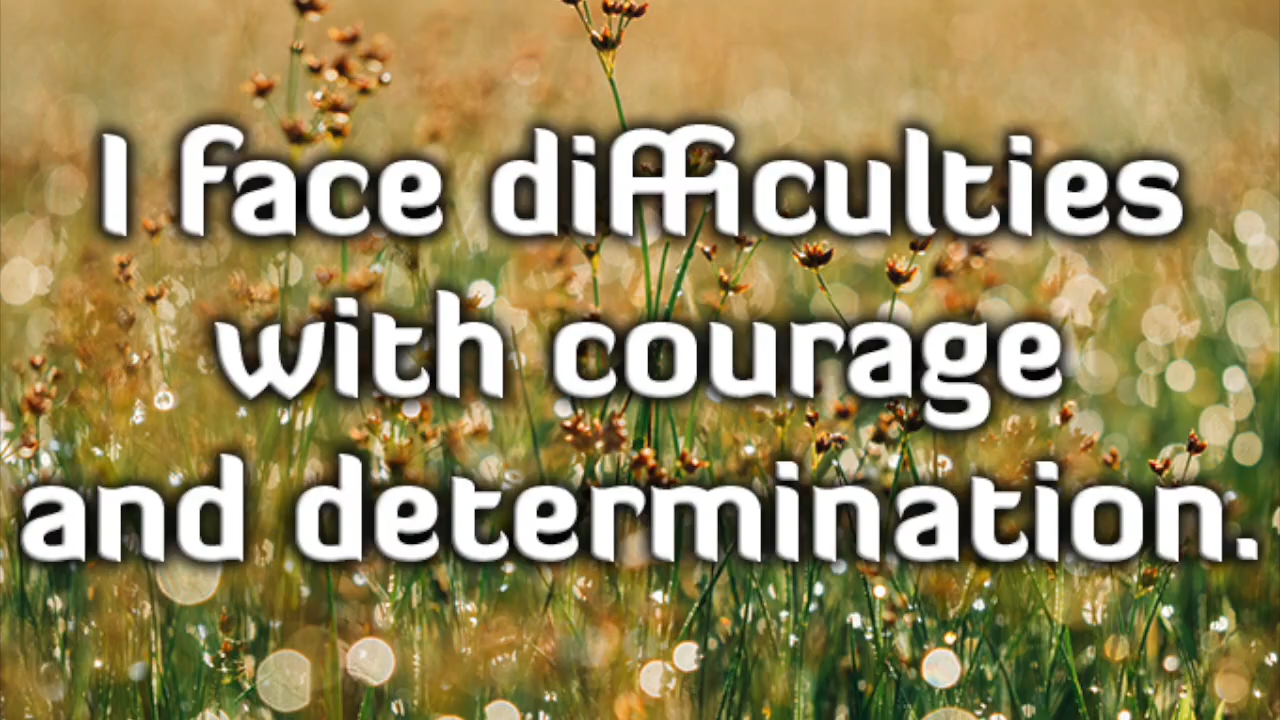 I face difficulties
with courage
and determination.